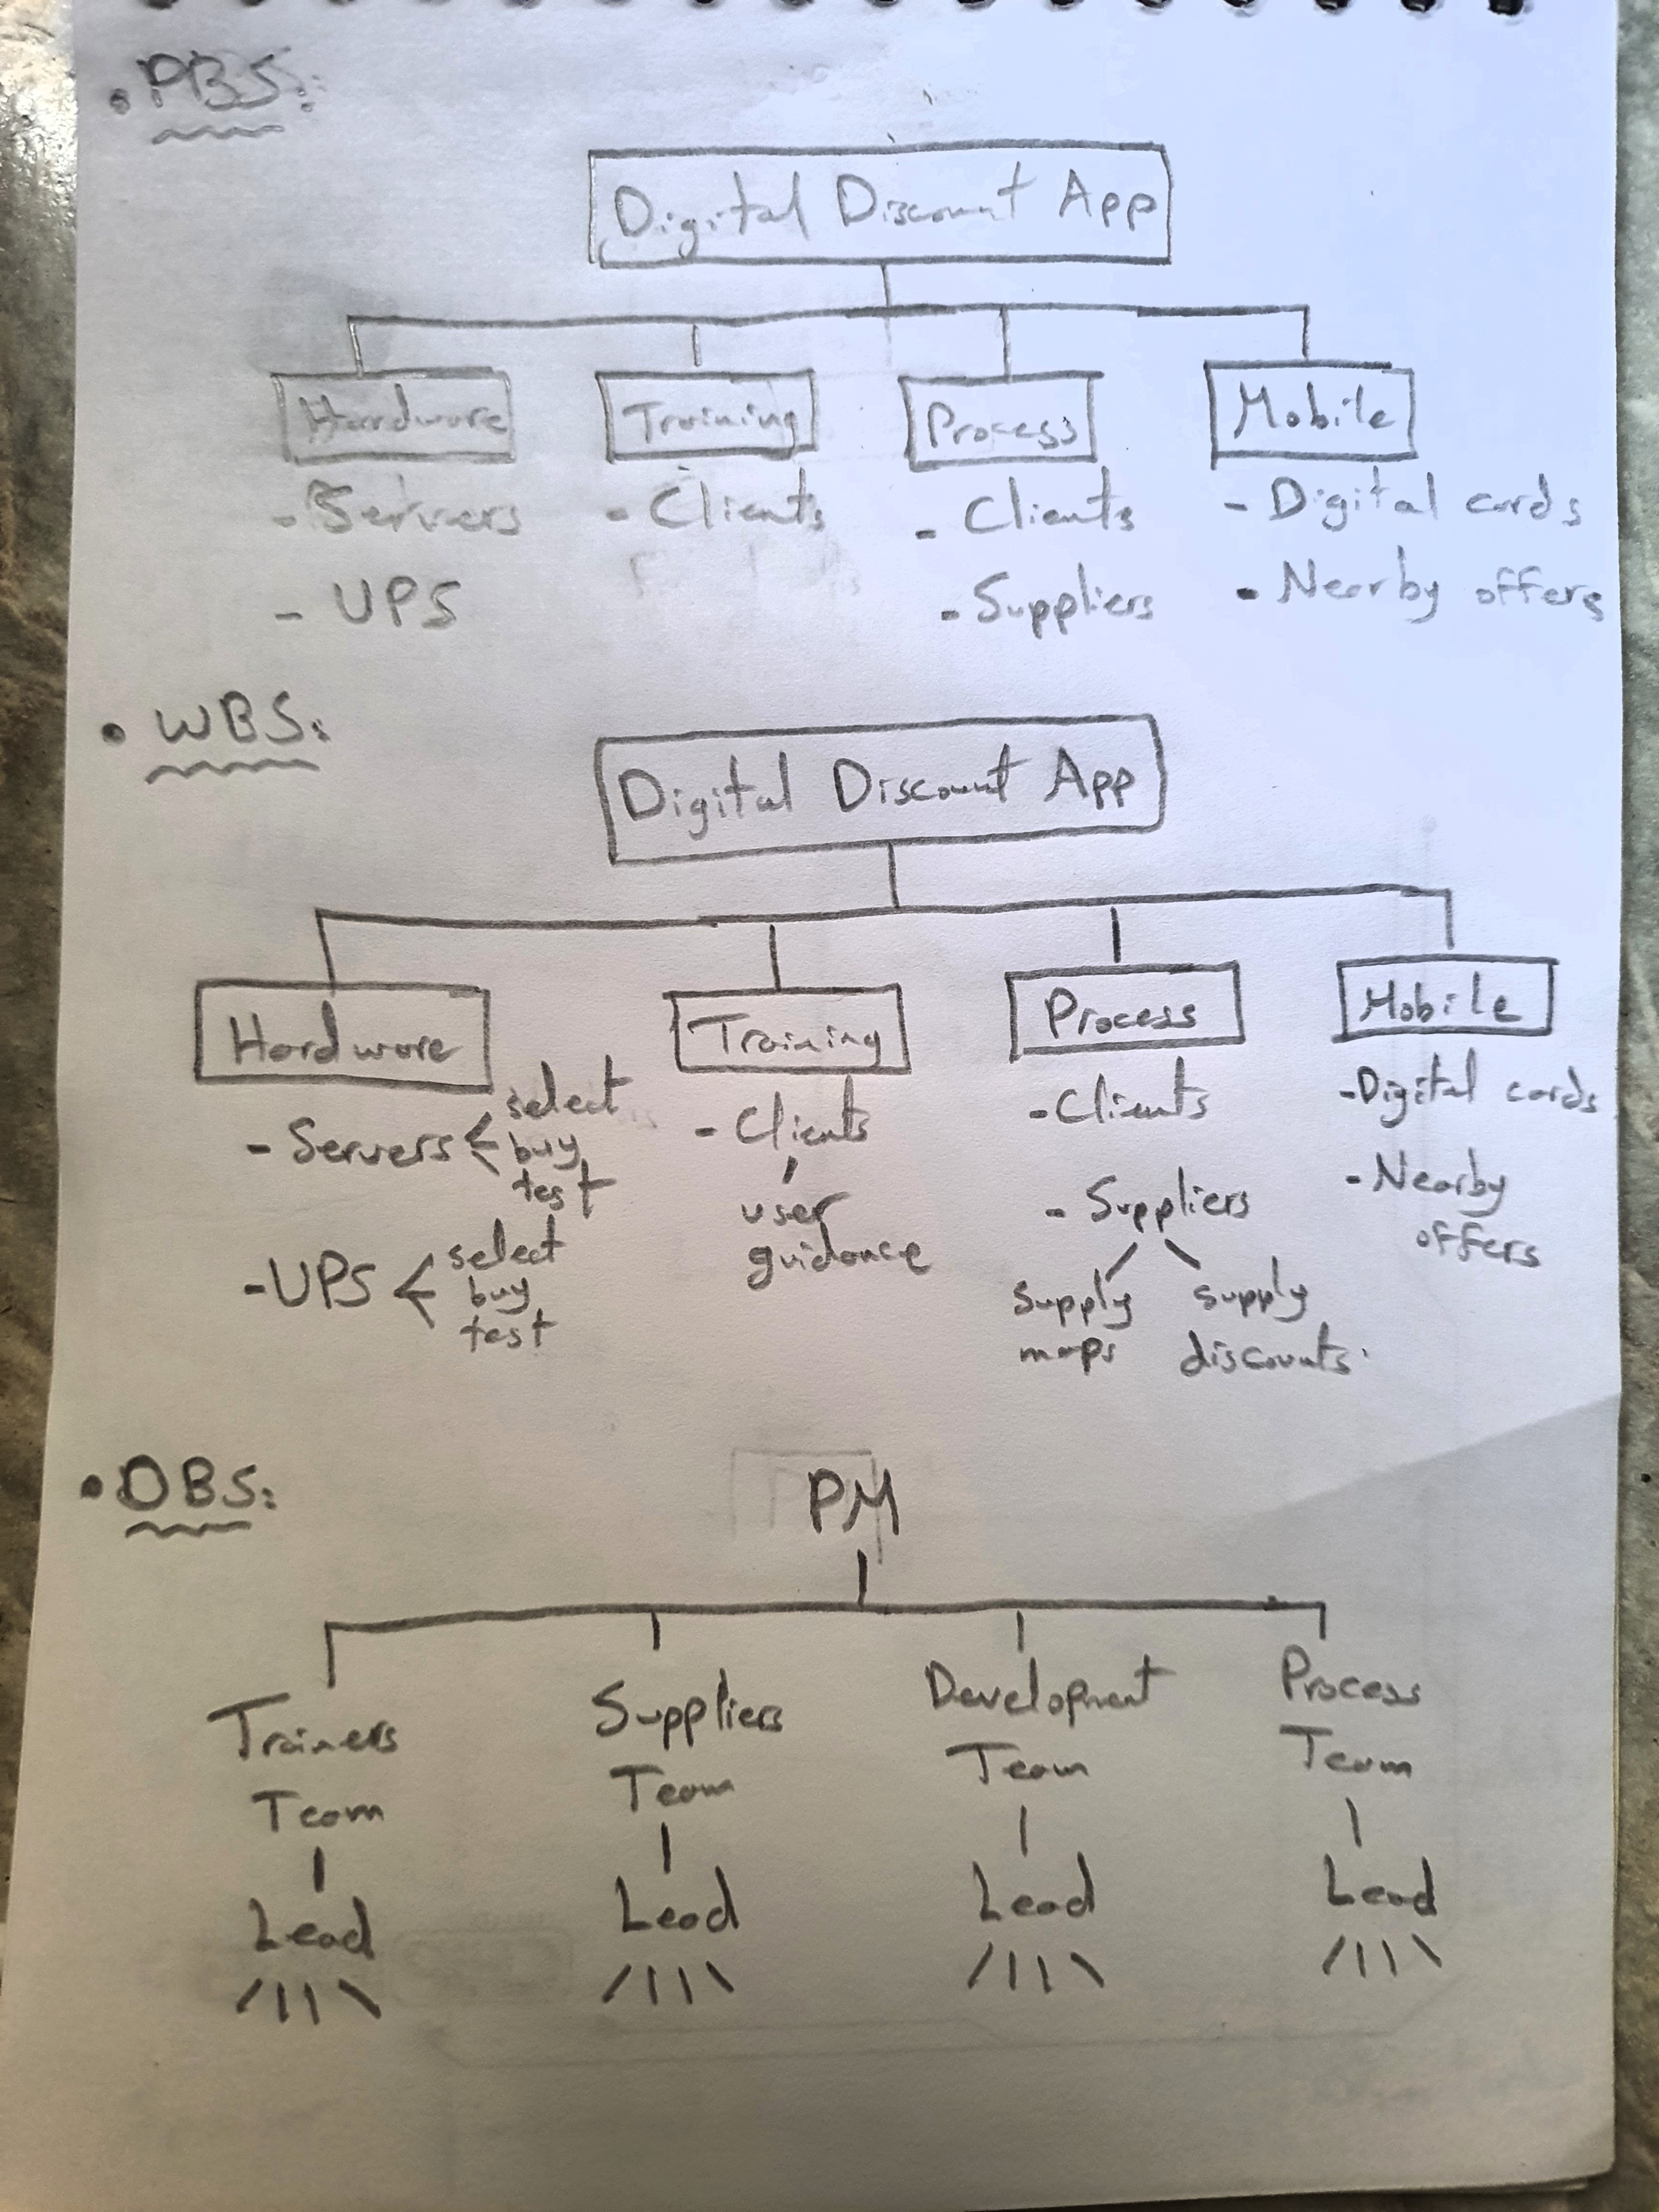 • PBS:
Digital Discount App
Hardware Training Process Mobile
- Servers - Clients - Clients - Digital cards
- UPS - Suppliers - Nearby offers
• WBS:
Digital Discount App
Hardware Training Process Mobile
- Servers < select buy test
- UPS < select buy test
- Clients
user
guidance
- Clients
- Suppliers
supply
maps
supply
discounts.
- Digital cards
- Nearby
offers
• OBS:
PM
Trainers
Team
Lead
Suppliers
Team
Lead
Development
Team
Lead
Process
Team
Lead